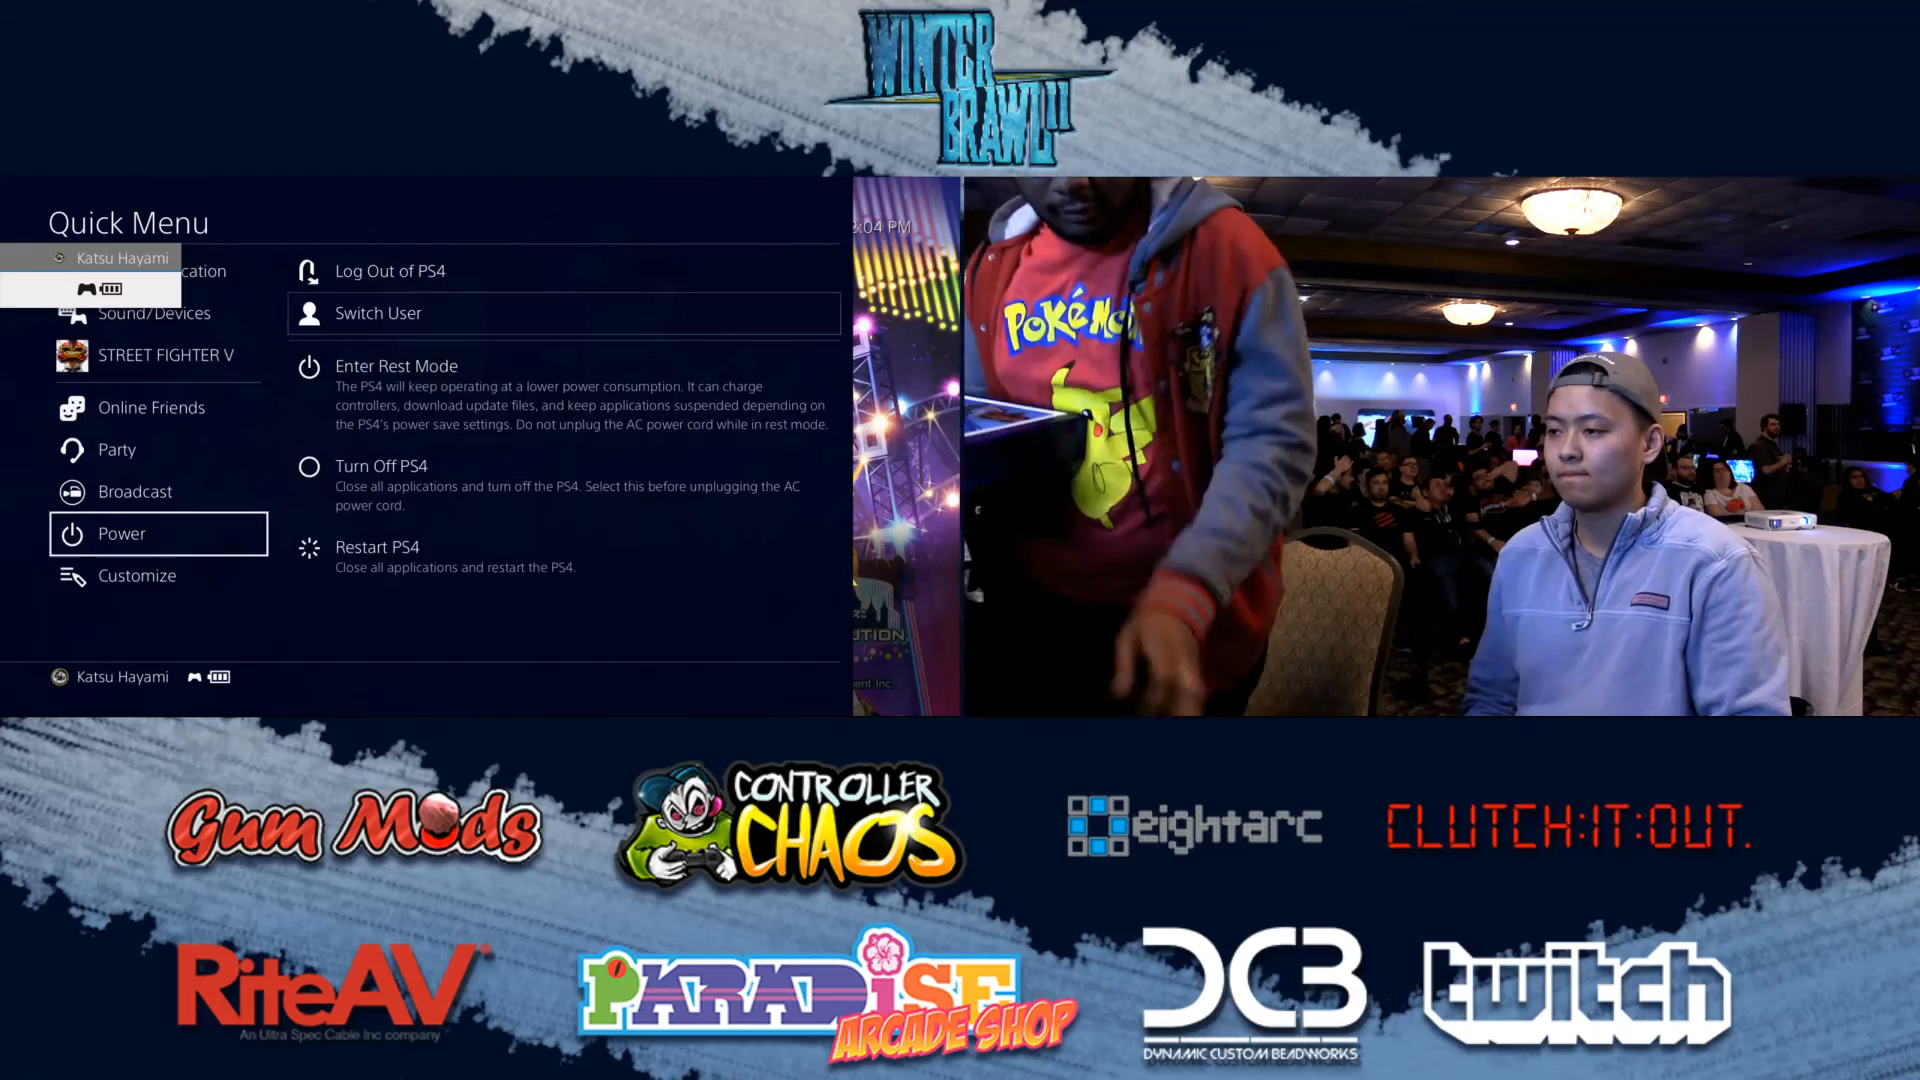 WINTER
BRAWL 11
Quick Menu
Katsu Hayami
cation
Sound/Devices
STREET FIGHTER V
Online Friends
Party
Broadcast
Power
Customize
Log Out of PS4
Switch User
Enter Rest Mode
The PS4 will keep operating at a lower power consumption. It can charge
controllers, download update files, and keep applications suspended depending on
the PS4's power save settings. Do not unplug the AC power cord while in rest mode.
Turn Off PS4
Close all applications and turn off the PS4. Select this before unplugging the AC
power cord.
Restart PS4
Close all applications and restart the PS4.
Katsu Hayami
2:04 PM
UTION
ent Inc.
POKéMO
Gum Mods
CONTROLLER
CHAOS
eightarc
CLUTCH:IT:OUT.
RiteAV®
An Ultra Spec Cable Inc company
PARADiSE
ARCADE SHOP
DCB
DYNAMIC CUSTOM BEADWORKS
twitch